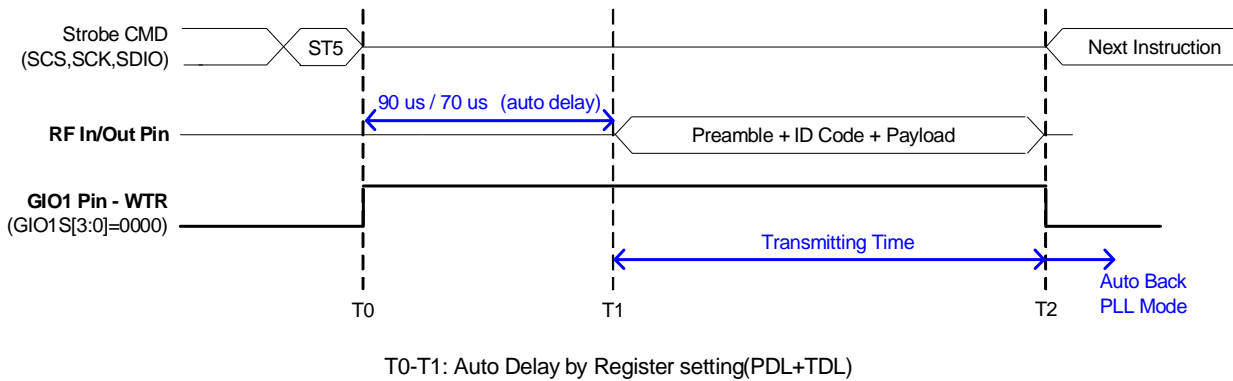 Strobe CMD
(SCS,SCK,SDIO)
ST5
Next Instruction
90 us / 70 us (auto delay)
RF In/Out Pin
Preamble + ID Code + Payload
GIO1 Pin - WTR
(GIO1S[3:0]=0000)
Transmitting Time
Auto Back
PLL Mode
T0
T1
T2
T0-T1: Auto Delay by Register setting(PDL+TDL)